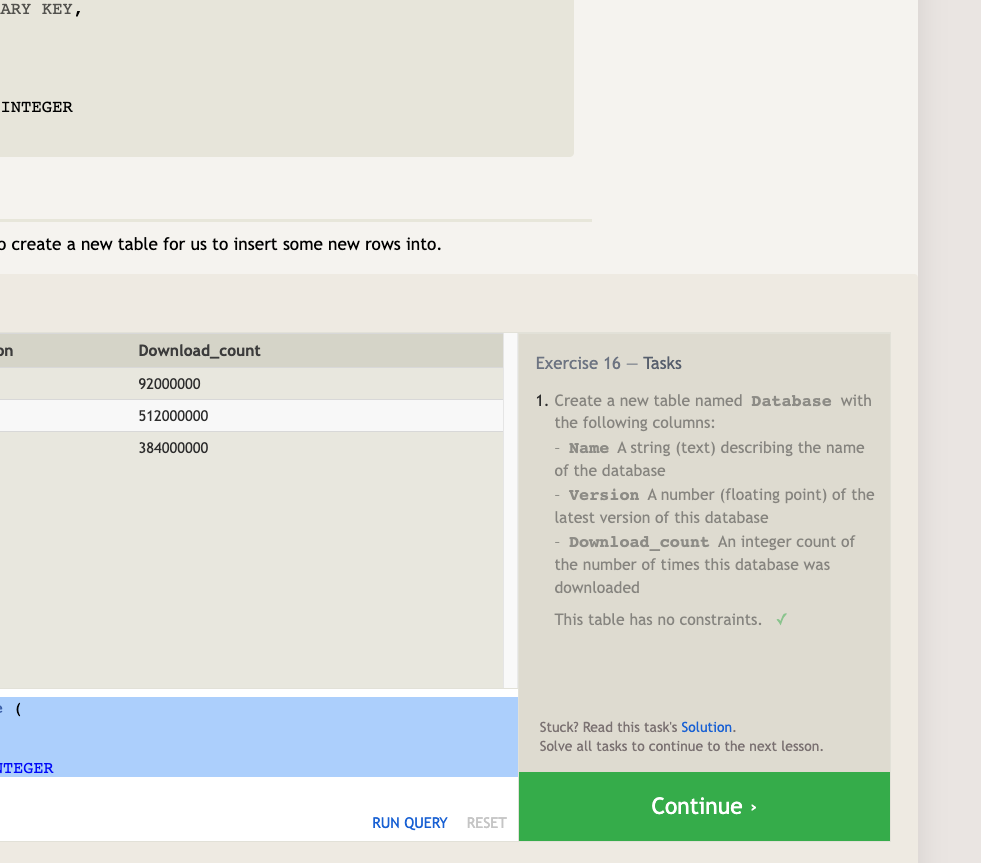 ARY KEY,
INTEGER
o create a new table for us to insert some new rows into.
on Download_count
92000000
512000000
384000000
Exercise 16 — Tasks
1. Create a new table named Database with
the following columns:
- Name A string (text) describing the name
of the database
- Version A number (floating point) of the
latest version of this database
- Download_count An integer count of
the number of times this database was
downloaded
This table has no constraints. ✓
e (
NTEGER
RUN QUERY RESET
Stuck? Read this task's Solution.
Solve all tasks to continue to the next lesson.
Continue ›